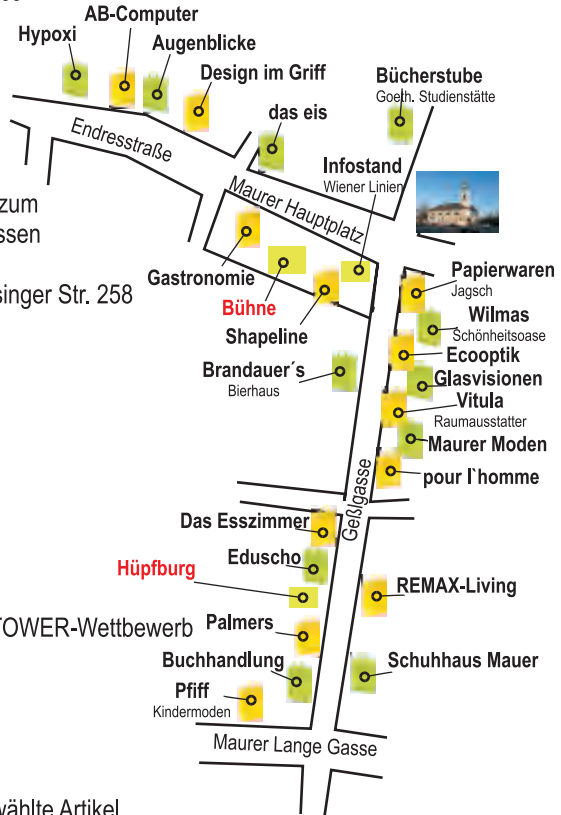 AB-Computer
Hypoxi
Augenblicke
Design im Griff
Bücherstube
Goeth. Studienstätte
das eis
Endresstraße
Infostand
Wiener Linien
Maurer Hauptplatz
zum
ssen
singer Str. 258
Gastronomie
Bühne
Shapeline
Papierwaren
Jagsch
Wilmas
Schönheitsoase
Ecooptik
Brandauer´s
Bierhaus
Glasvisionen
Vitula
Raumausstatter
Maurer Moden
pour l`homme
Geßlgasse
Das Esszimmer
Eduscho
Hüpfburg
REMAX-Living
TOWER-Wettbewerb
Palmers
Buchhandlung
Schuhhaus Mauer
Pfiff
Kindermoden
Maurer Lange Gasse
wählte Artikel